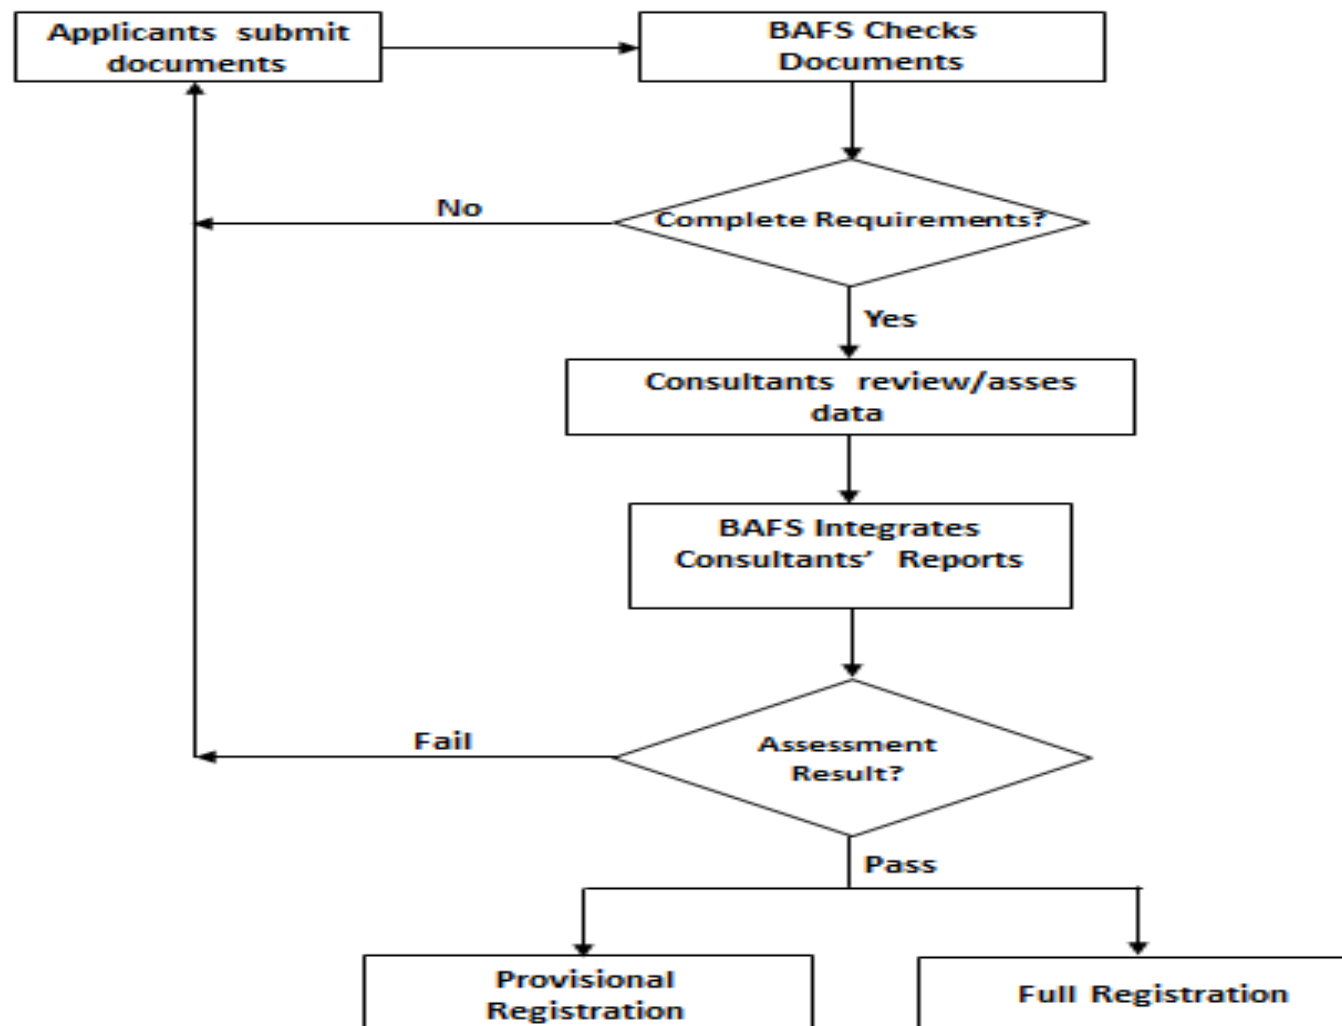 Applicants submit
documents
BAFS Checks
Documents
Complete Requirements?
No
Yes
Consultants review/asses
data
BAFS Integrates
Consultants' Reports
Assessment
Result?
Fail
Pass
Provisional
Registration
Full Registration